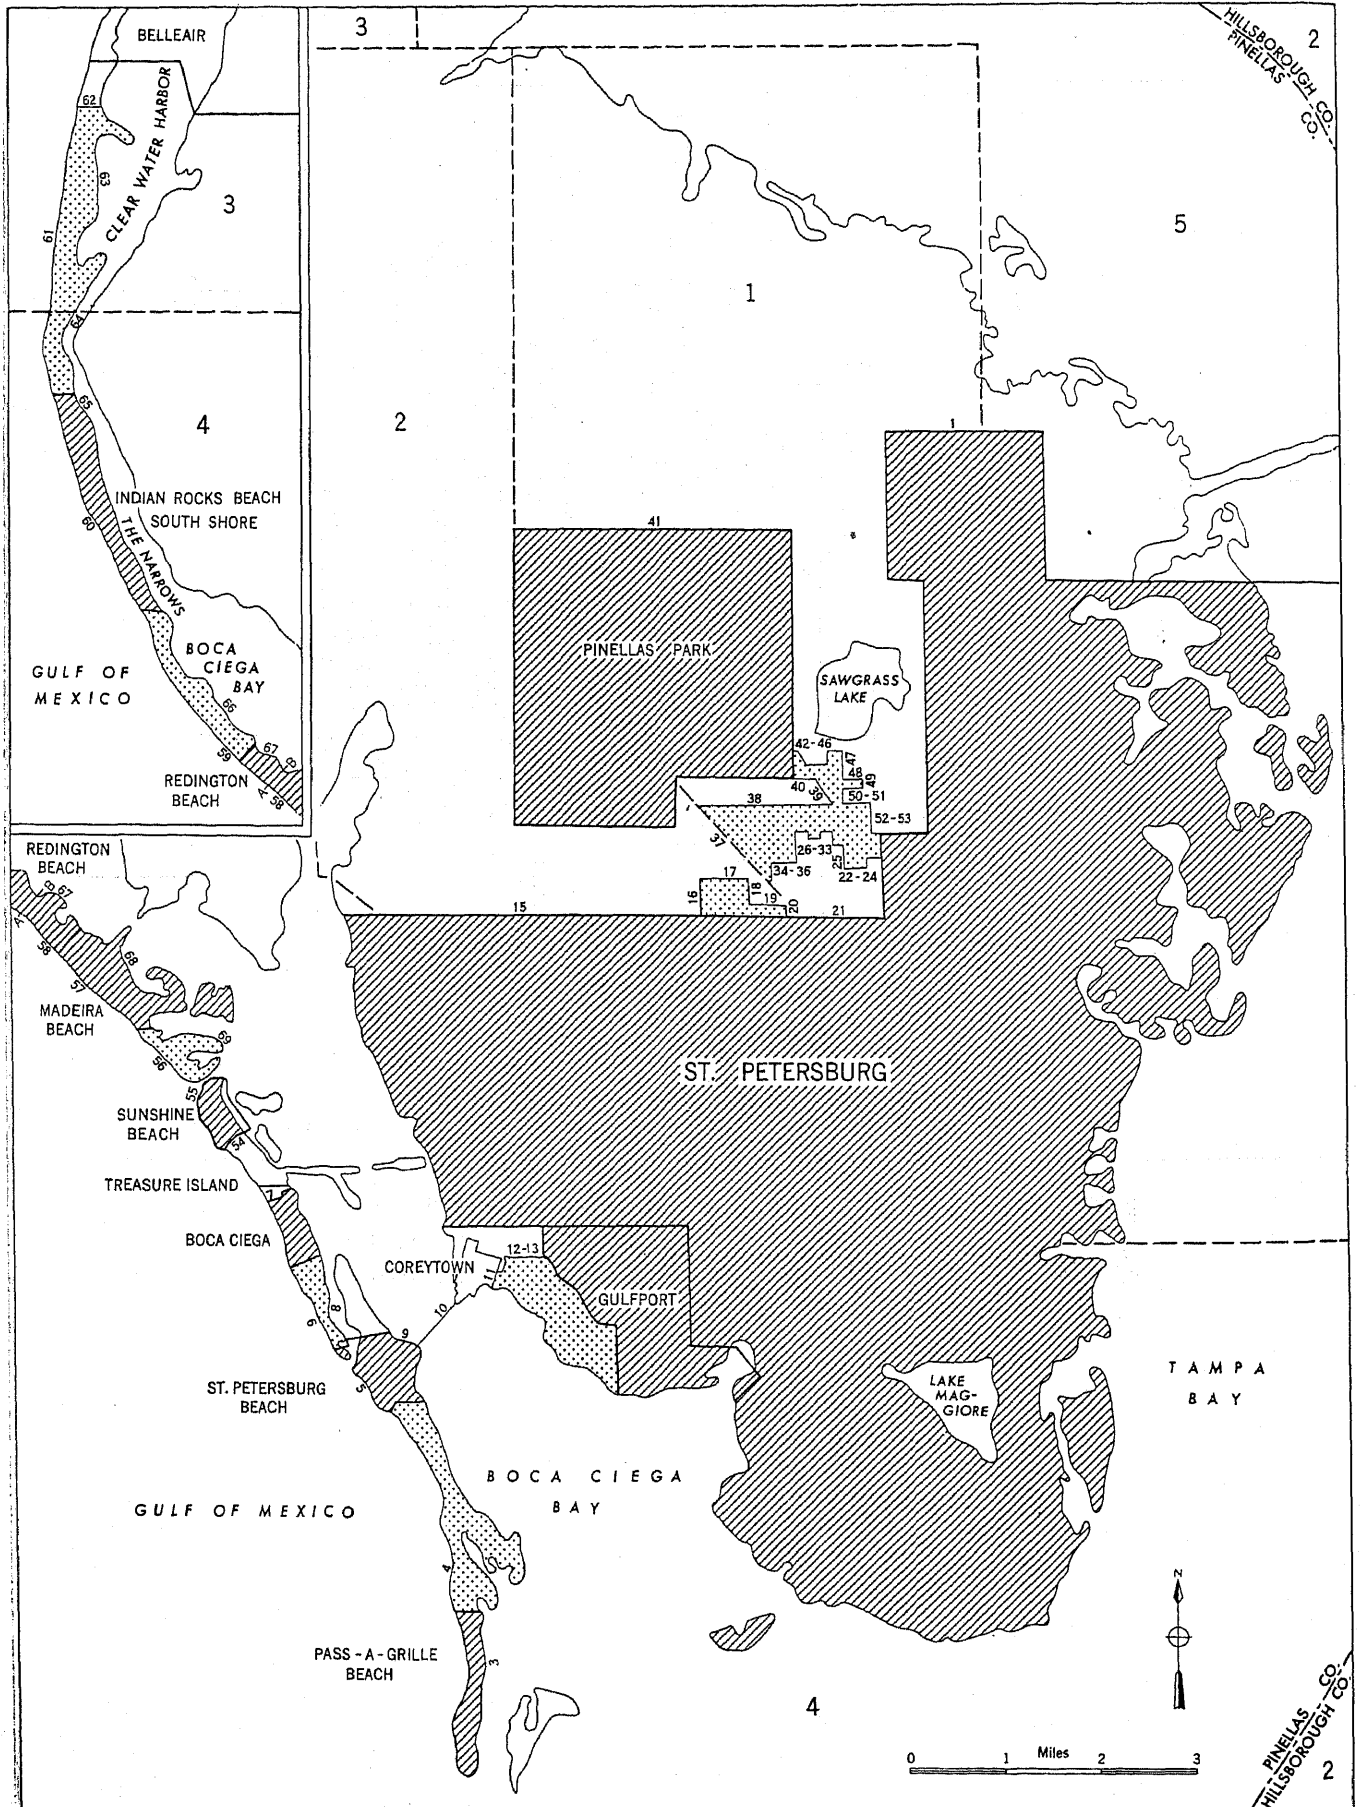 BELLEAIR
62
CLEAR WATER HARBOR
63
3
61
64
65
4
INDIAN ROCKS BEACH
SOUTH SHORE
60
THE NARROWS
GULF OF
MEXICO
BOCA
CIEGA
BAY
66
59
67
REDINGTON
BEACH
A
B
58
3
HILLSBOROUGH CO.
PINELLAS CO.
2
5
1
2
1
41
PINELLAS PARK
SAWGRASS
LAKE
42-46
47
48
49
40
39
50-51
38
52-53
37
26-33
25
34-36
22-24
17
16
18
19
20
15
21
REDINGTON
BEACH
B
67
A
58
68
57
MADEIRA
BEACH
69
56
55
SUNSHINE
BEACH
54
TREASURE ISLAND
7
BOCA CIEGA
ST. PETERSBURG
COREYTOWN
12-13
11
GULFPORT
10
8
6
9
7
5
ST. PETERSBURG
BEACH
LAKE
MAG-
GIORE
TAMPA
BAY
BOCA CIEGA
BAY
GULF OF MEXICO
4
PASS-A-GRILLE
BEACH
3
N
4
0 1 Miles 2 3
PINELLAS CO.
HILLSBOROUGH CO.
2